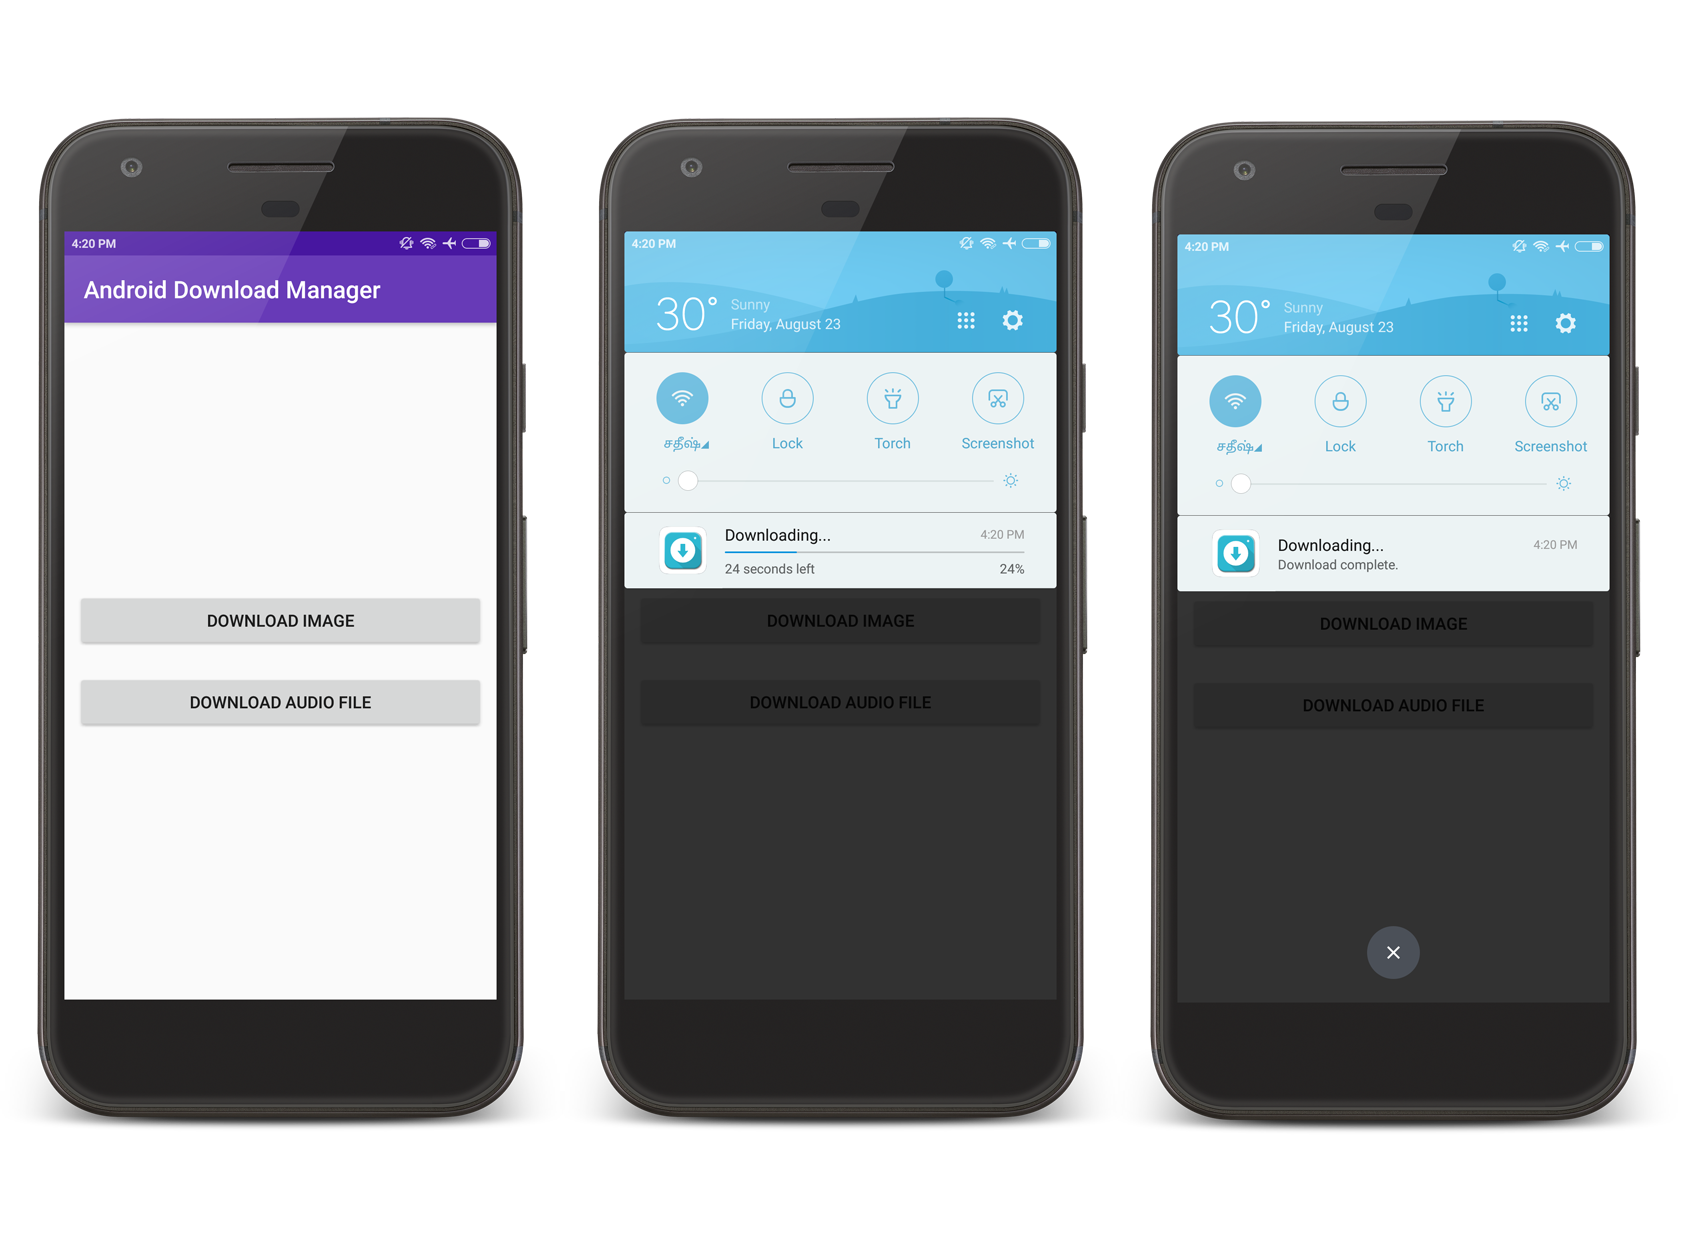 4:20 PM
Android Download Manager
DOWNLOAD IMAGE
DOWNLOAD AUDIO FILE
4:20 PM
30° Sunny
Friday, August 23
சதீஷ் Lock Torch Screenshot
Downloading... 4:20 PM
24 seconds left 24%
DOWNLOAD IMAGE
DOWNLOAD AUDIO FILE
4:20 PM
30° Sunny
Friday, August 23
சதீஷ் Lock Torch Screenshot
Downloading... 4:20 PM
Download complete.
DOWNLOAD IMAGE
DOWNLOAD AUDIO FILE